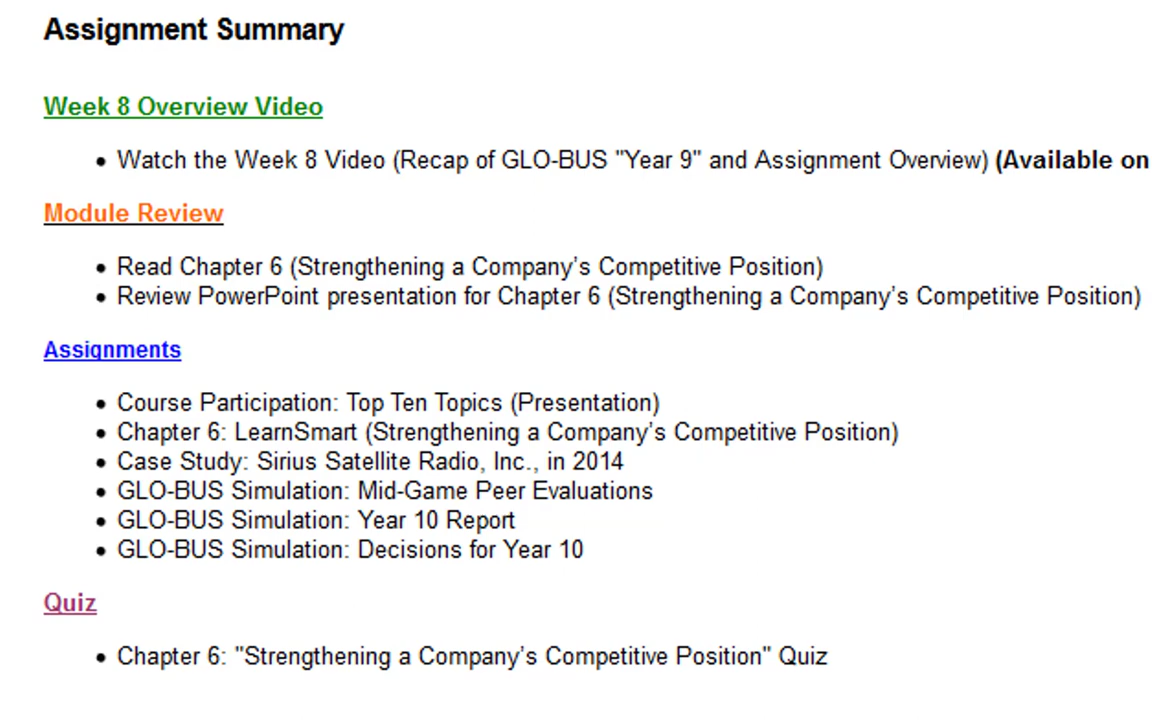 Assignment Summary
Week 8 Overview Video
• Watch the Week 8 Video (Recap of GLO-BUS "Year 9" and Assignment Overview) (Available on
Module Review
• Read Chapter 6 (Strengthening a Company's Competitive Position)
• Review PowerPoint presentation for Chapter 6 (Strengthening a Company's Competitive Position)
Assignments
• Course Participation: Top Ten Topics (Presentation)
• Chapter 6: LearnSmart (Strengthening a Company's Competitive Position)
• Case Study: Sirius Satellite Radio, Inc., in 2014
• GLO-BUS Simulation: Mid-Game Peer Evaluations
• GLO-BUS Simulation: Year 10 Report
• GLO-BUS Simulation: Decisions for Year 10
Quiz
• Chapter 6: "Strengthening a Company's Competitive Position" Quiz